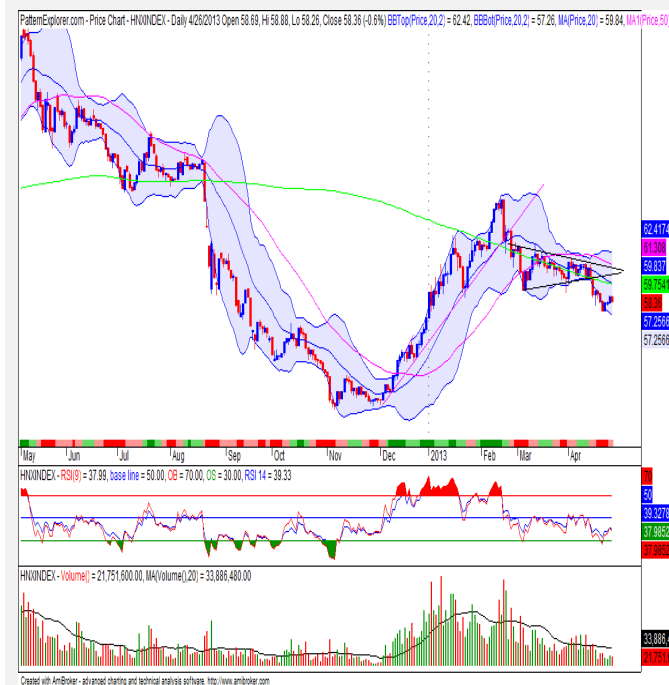 PatternExplorer.com - Price Chart - HNXINDEX - Daily 4/26/2013 Open 58.69, Hi 58.88, Lo 58.26, Close 58.36 (-0.6%) BBTop(Price,20,2) = 62.42, BBBot(Price,20,2) = 57.26, MA(Price,20) = 59.84, MA1(Price,50)
62.4174
61.308
59.837
59.7541
58.36
57.2566
57.2566
May Jun Jul Aug Sep Oct Nov Dec 2013 Feb Mar Apr
HNXINDEX - RSI(9) = 37.99, base line = 50.00, OB = 70.00, OS = 30.00, RSI 14 = 39.33
70
50
39.3278
37.9852
37.9852
HNXINDEX - Volume() = 21,751,600.00, MA(Volume(),20) = 33,886,480.00
33,886,4
21,751,
Created with AmiBroker - advanced charting and technical analysis software. http://www.amibroker.com